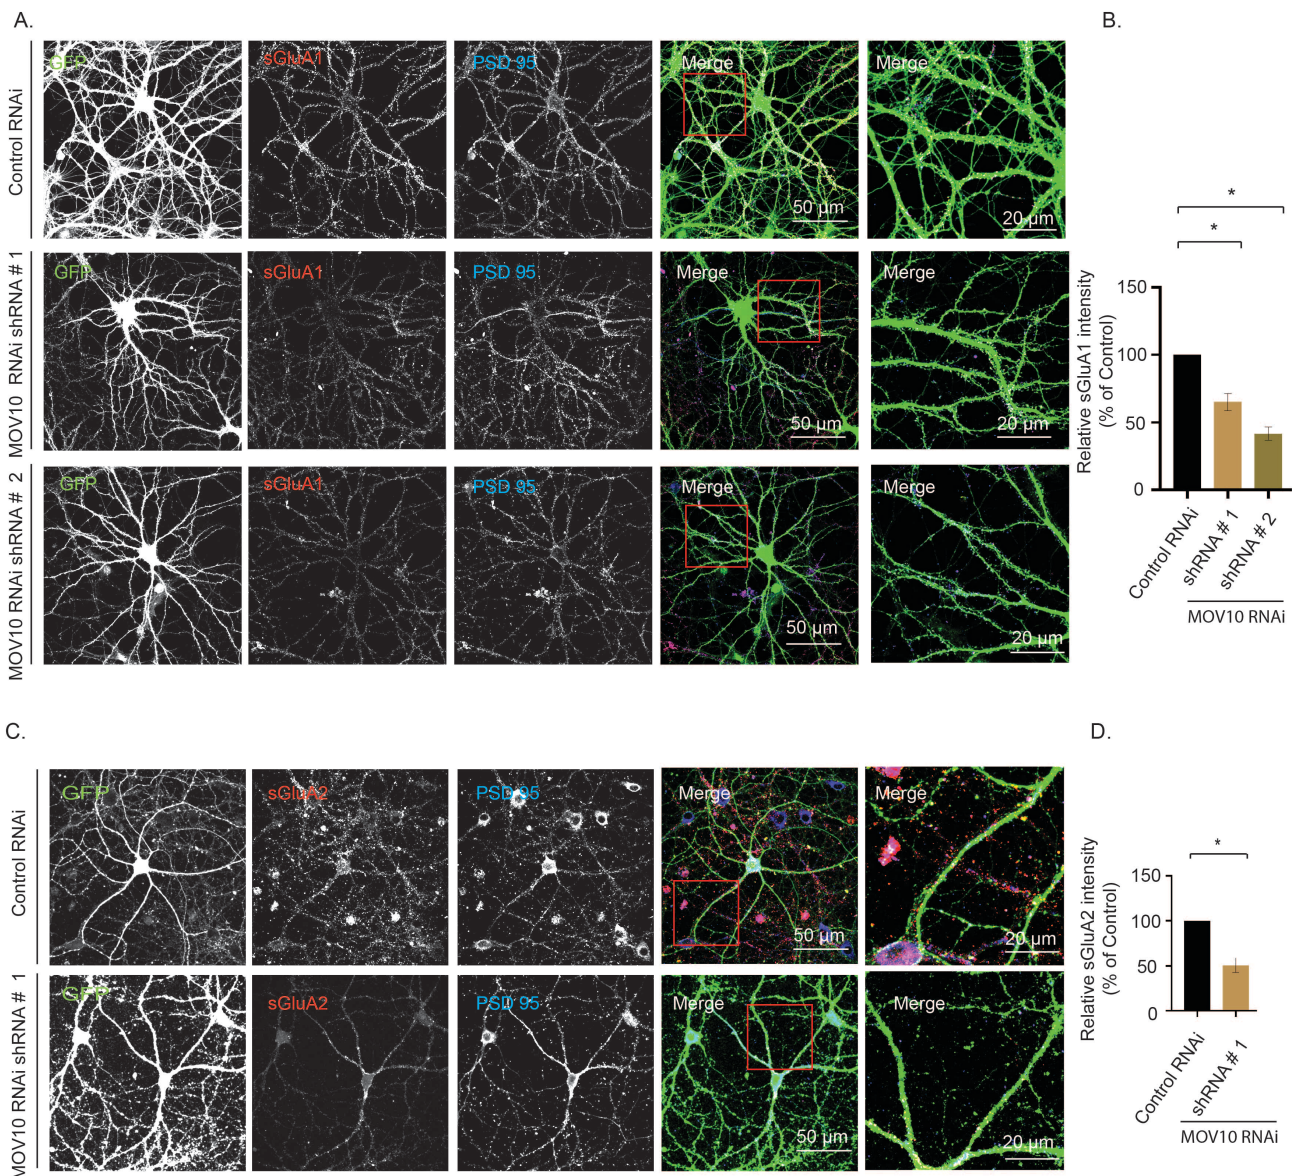 A.
B.
Control RNAi
GFP
sGluA1
PSD 95
Merge
50 µm
20 µm
MOV10 RNAi shRNA # 1
GFP
sGluA1
PSD 95
Merge
50 µm
20 µm
MOV10 RNAi shRNA # 2
GFP
sGluA1
PSD 95
Merge
50 µm
Merge
20 µm
*
*
Relative sGluA1 intensity
(% of Control)
150
100
50
0
Control RNAi
shRNA # 1
shRNA # 2
MOV10 RNAi
C.
D.
Control RNAi
GFP
sGluA2
PSD 95
Merge
50 µm
Merge
20 µm
MOV10 RNAi shRNA # 1
GFP
sGluA2
PSD 95
Merge
50 µm
Merge
20 µm
*
Relative sGluA2 intensity
(% of Control)
150
100
50
0
Control RNAi
shRNA # 1
MOV10 RNAi